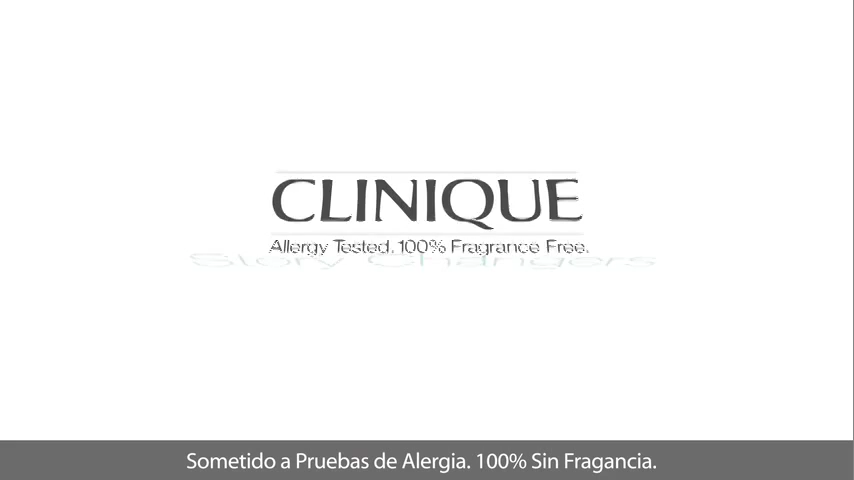 CLINIQUE
Allergy Tested. 100% Fragrance Free.
Story Changers
Sometido a Pruebas de Alergia. 100% Sin Fragancia.